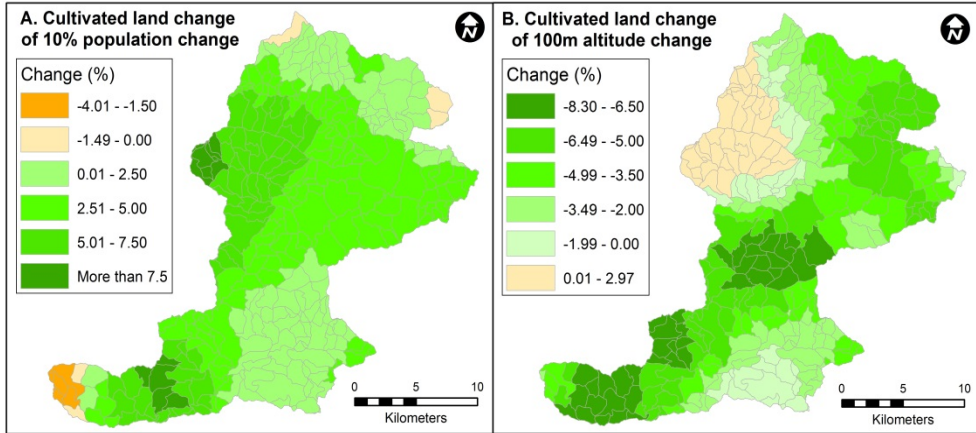 A. Cultivated land change
of 10% population change
N
Change (%)
-4.01 - -1.50
-1.49 - 0.00
0.01 - 2.50
2.51 - 5.00
5.01 - 7.50
More than 7.5
0 5 10
Kilometers
B. Cultivated land change
of 100m altitude change
N
Change (%)
-8.30 - -6.50
-6.49 - -5.00
-4.99 - -3.50
-3.49 - -2.00
-1.99 - 0.00
0.01 - 2.97
0 5 10
Kilometers